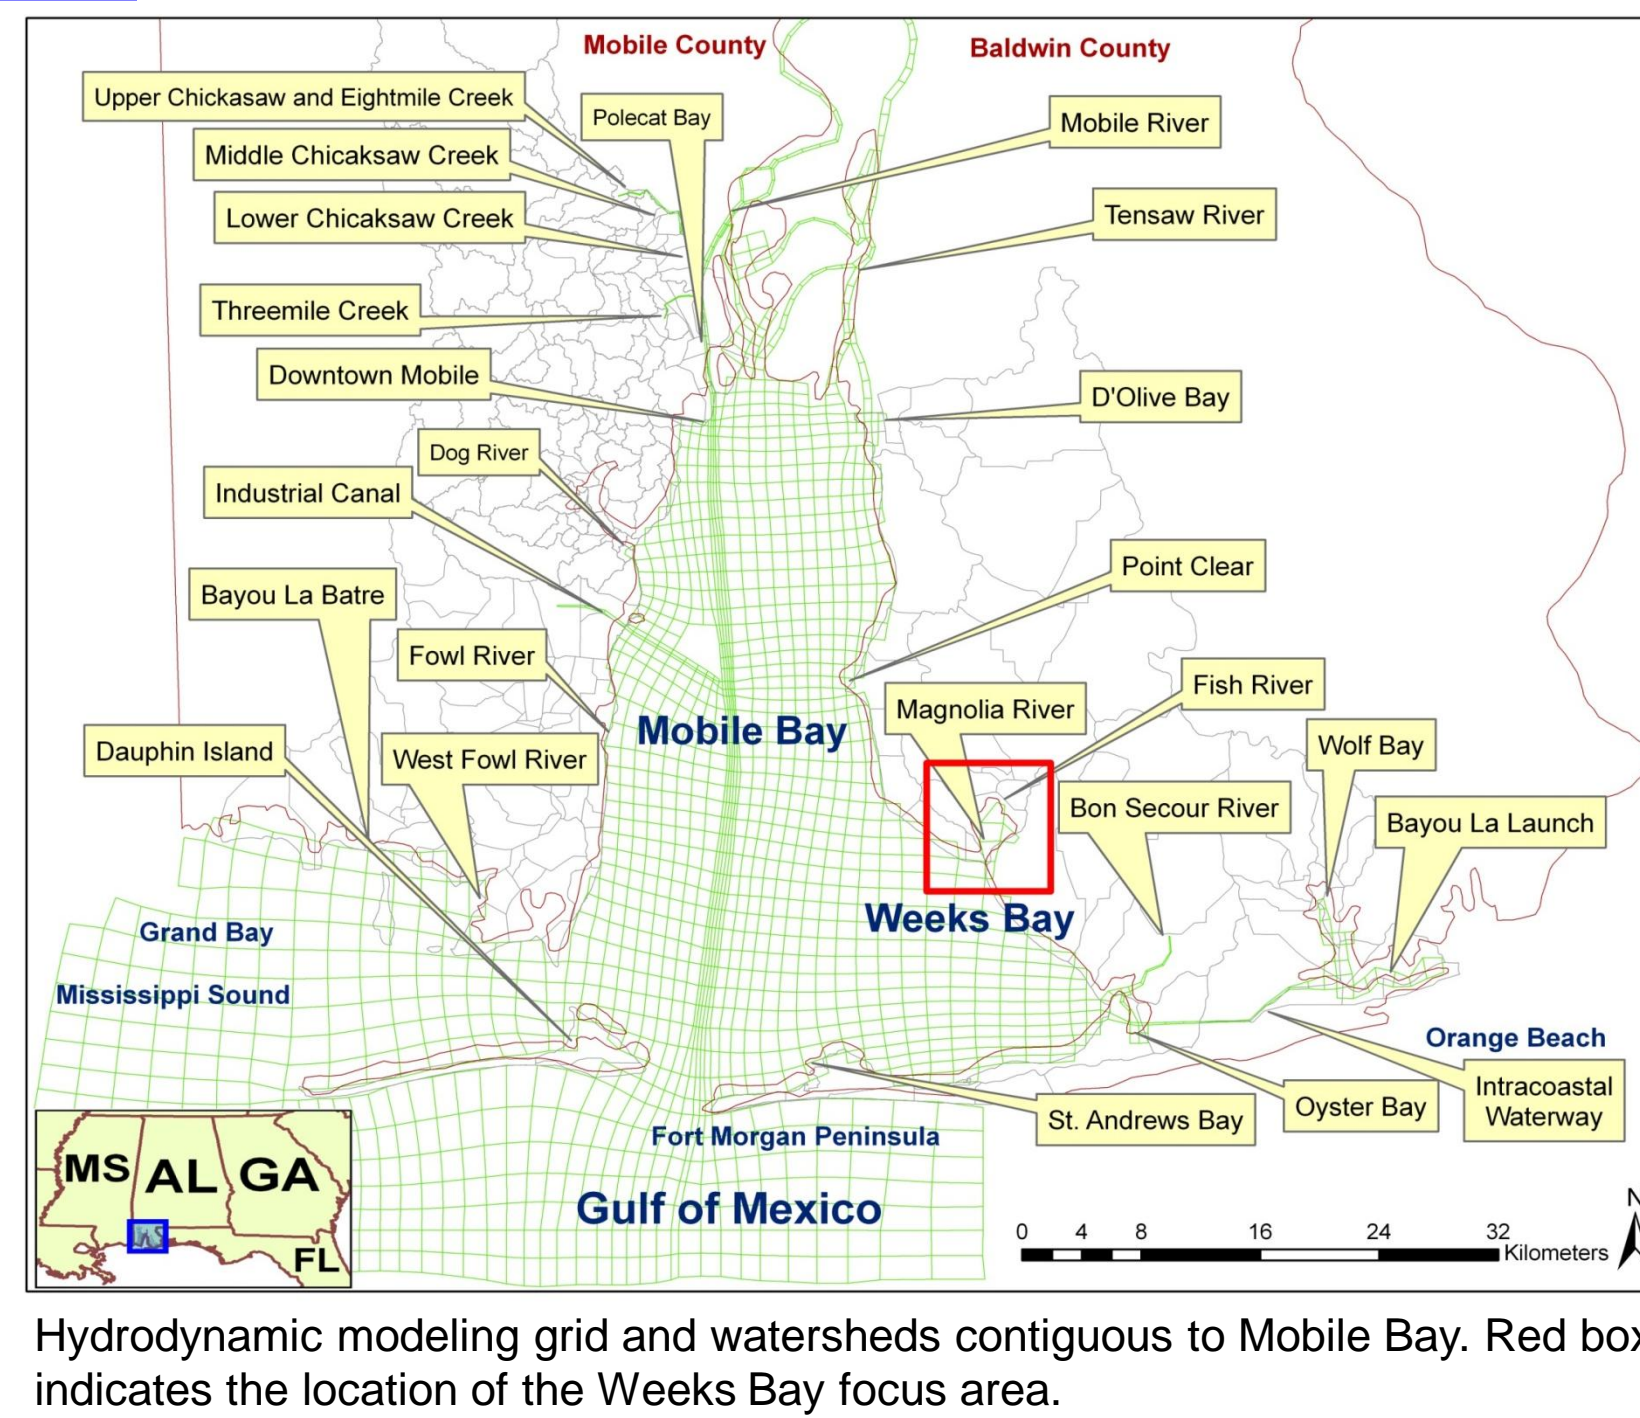 Mobile County
Baldwin County
Upper Chickasaw and Eightmile Creek
Polecat Bay
Mobile River
Middle Chicaksaw Creek
Lower Chicaksaw Creek
Tensaw River
Threemile Creek
Downtown Mobile
D'Olive Bay
Dog River
Industrial Canal
Point Clear
Bayou La Batre
Fowl River
Fish River
Magnolia River
Mobile Bay
Wolf Bay
Dauphin Island
West Fowl River
Bon Secour River
Bayou La Launch
Weeks Bay
Grand Bay
Mississippi Sound
Orange Beach
Intracoastal
Waterway
Oyster Bay
St. Andrews Bay
Fort Morgan Peninsula
MS AL GA
FL
Gulf of Mexico
N
0 4 8 16 24 32
Kilometers
Hydrodynamic modeling grid and watersheds contiguous to Mobile Bay. Red box
indicates the location of the Weeks Bay focus area.